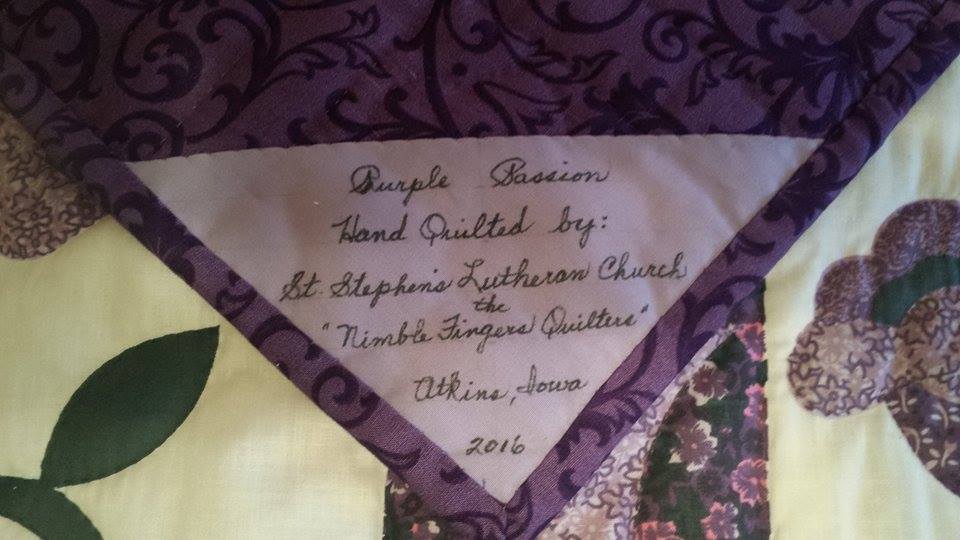 Purple Passion
Hand Quilted by:
St. Stephen's Lutheran Church
the
"Nimble Fingers Quilters"
Atkins, Iowa
2016